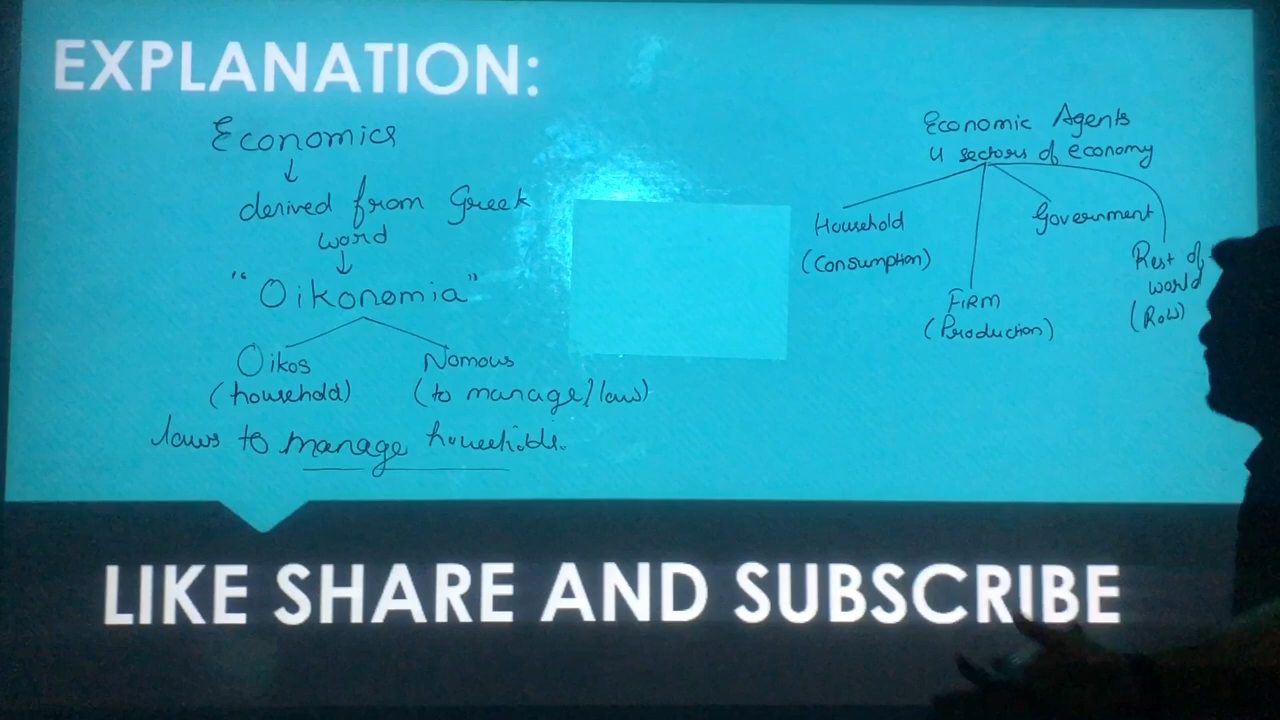 EXPLANATION:
Economics
derived from Greek
word
"Oikonomia"
Oikos
Nomous
(household)
(to manage/law)
laws to manage households.
Economic Agents
4 sectors of economy
Household
(Consumption)
Government
FIRM
(Production)
Rest of
world
(RoW)
LIKE SHARE AND SUBSCRIBE